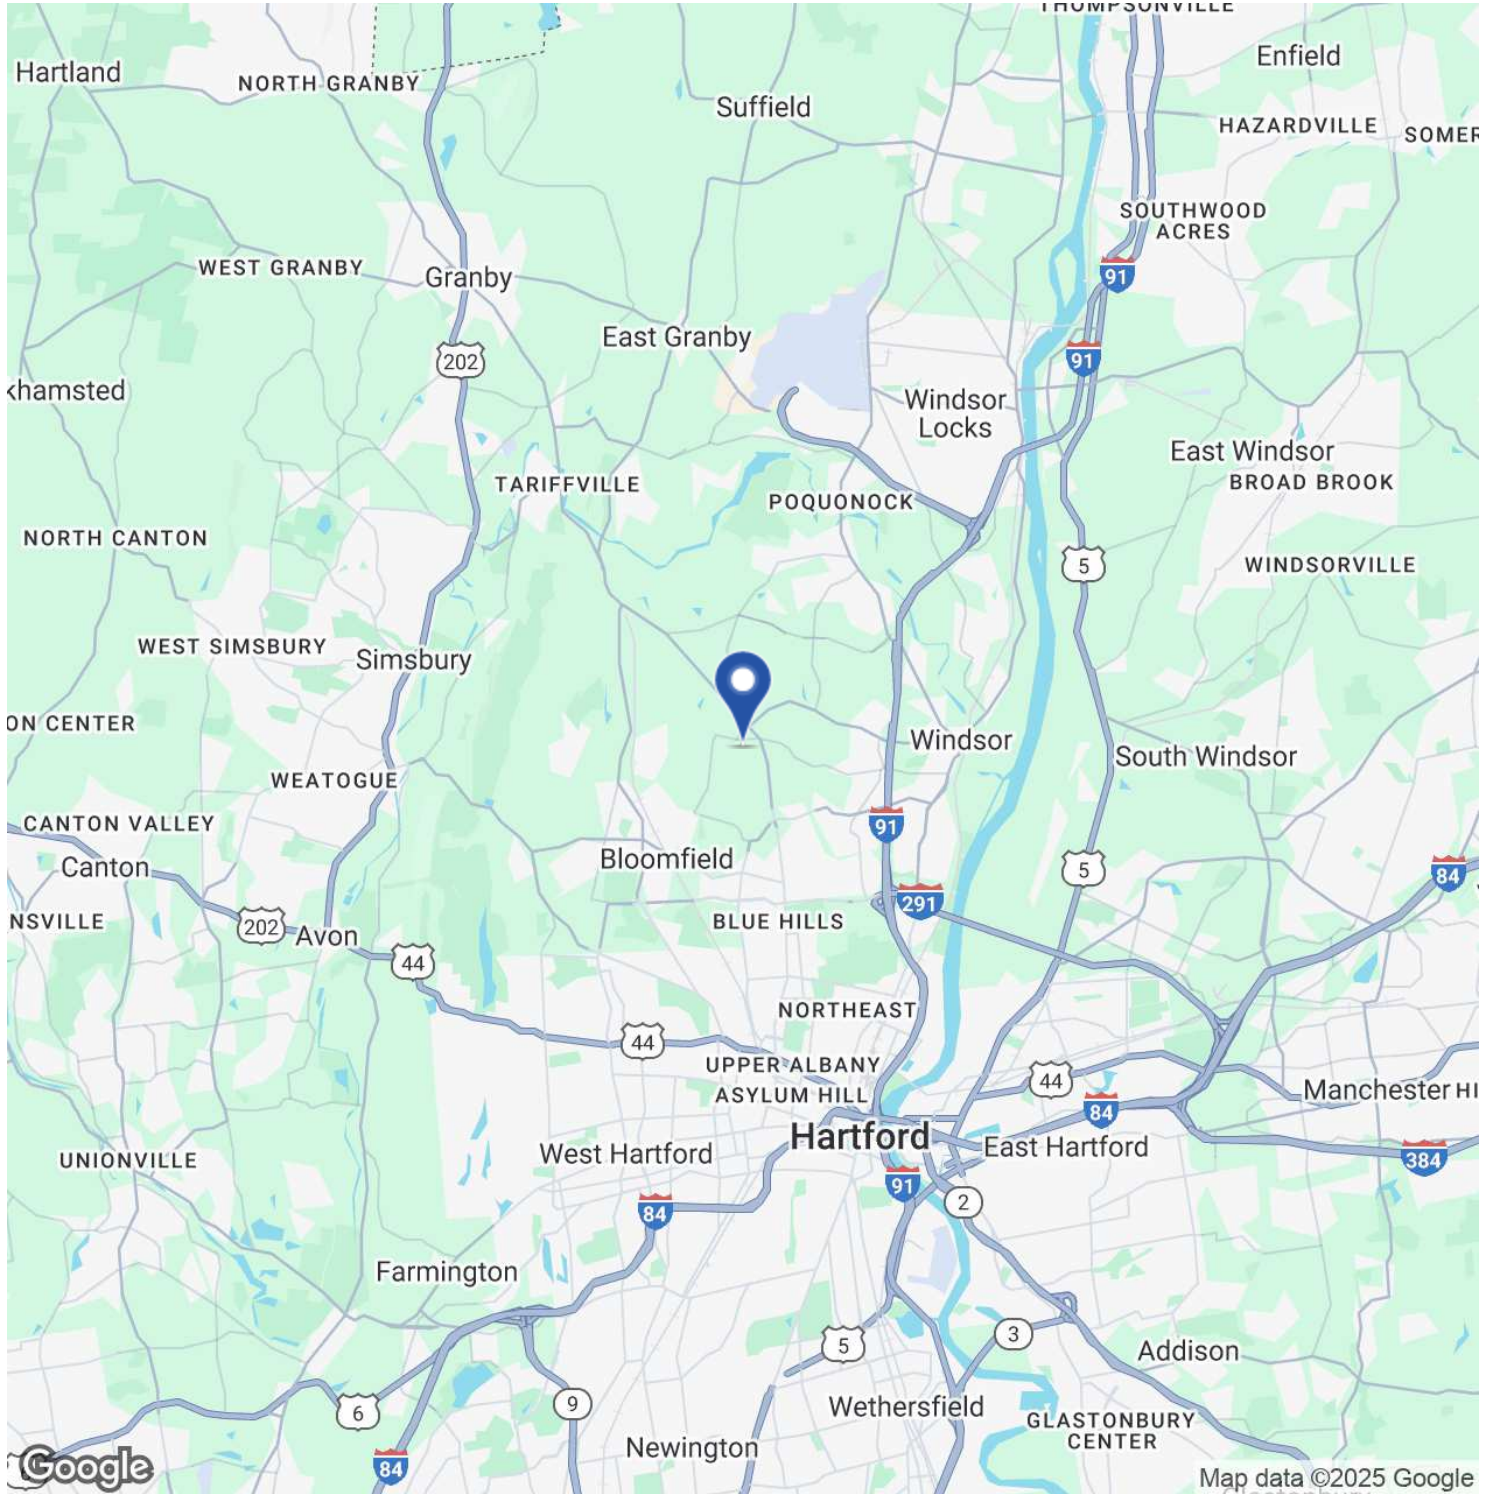 THOMPSONVILLE
Enfield
Hartland
NORTH GRANBY
Suffield
HAZARDVILLE
SOMER
SOUTHWOOD
ACRES
WEST GRANBY
Granby
91
East Granby
202
91
khamsted
Windsor
Locks
East Windsor
BROAD BROOK
TARIFFVILLE
POQUONOCK
NORTH CANTON
5
WINDSORVILLE
WEST SIMSBURY
Simsbury
ON CENTER
Windsor
South Windsor
WEATOGUE
CANTON VALLEY
91
Canton
Bloomfield
5
84
291
NSVILLE
202
Avon
BLUE HILLS
44
NORTHEAST
44
UPPER ALBANY
44
ASYLUM HILL
84
Manchester
HI
Hartford
East Hartford
West Hartford
UNIONVILLE
384
91
2
84
Farmington
5
3
Addison
6
9
Wethersfield
GLASTONBURY
CENTER
Newington
84
Google
Map data ©2025 Google